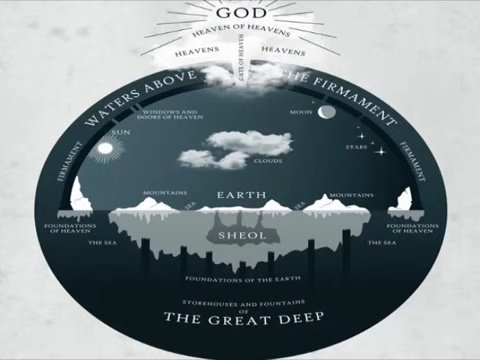 GOD
HEAVEN OF HEAVENS
HEAVENS
GATE OF HEAVEN
HEAVENS
WATERS ABOVE
THE FIRMAMENT
WINDOWS AND
DOORS OF HEAVEN
MOON
SUN
STARS
CLOUDS
FIRMAMENT
FIRMAMENT
MOUNTAINS
SEA
EARTH
SEA
MOUNTAINS
FOUNDATIONS
OF HEAVEN
SHEOL
FOUNDATIONS
OF HEAVEN
THE SEA
THE SEA
FOUNDATIONS OF THE EARTH
STOREHOUSES AND FOUNTAINS
OF
THE GREAT DEEP